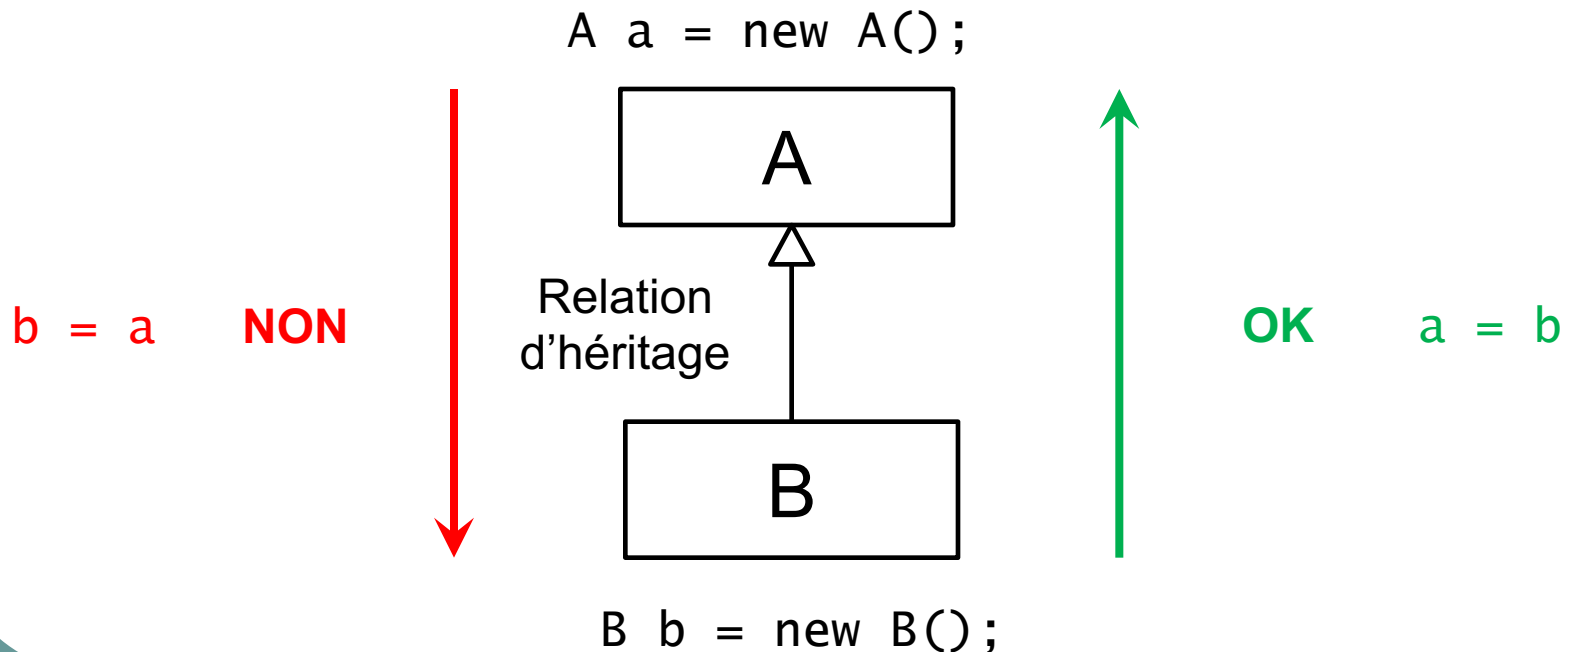 A a = new A();
A
b = a NON
Relation
d’héritage
OK a = b
B
B b = new B();